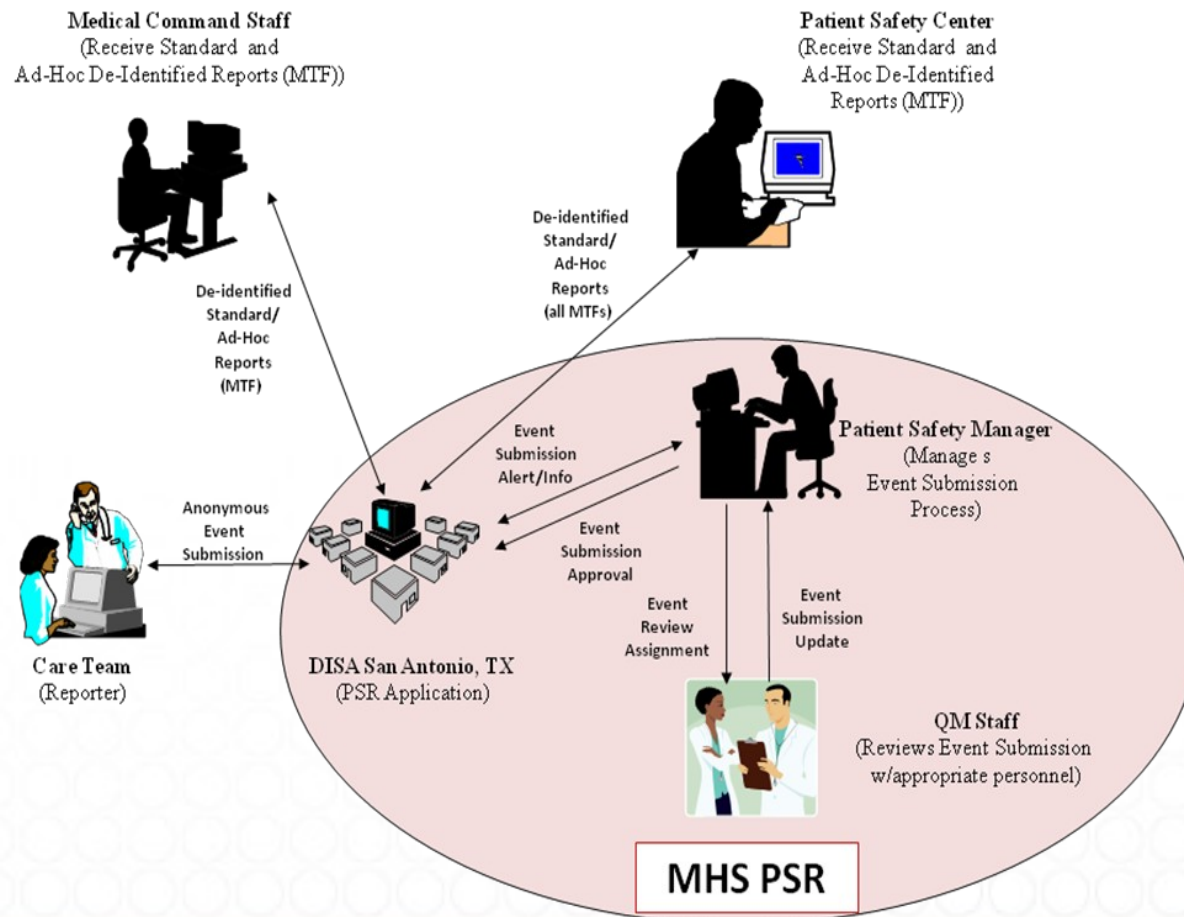 Medical Command Staff
(Receive Standard and
Ad-Hoc De-Identified Reports (MTF))
Patient Safety Center
(Receive Standard and
Ad-Hoc De-Identified
Reports (MTF))
De-identified
Standard/
Ad-Hoc
Reports
(MTF)
De-identified
Standard/
Ad-Hoc
Reports
(all MTFs)
Event
Submission
Alert/Info
Patient Safety Manager
(Manage s
Event Submission
Process)
Anonymous
Event
Submission
Event
Submission
Approval
Event
Review
Assignment
Event
Submission
Update
Care Team
(Reporter)
DISA San Antonio, TX
(PSR Application)
QM Staff
(Reviews Event Submission
w/appropriate personnel)
MHS PSR